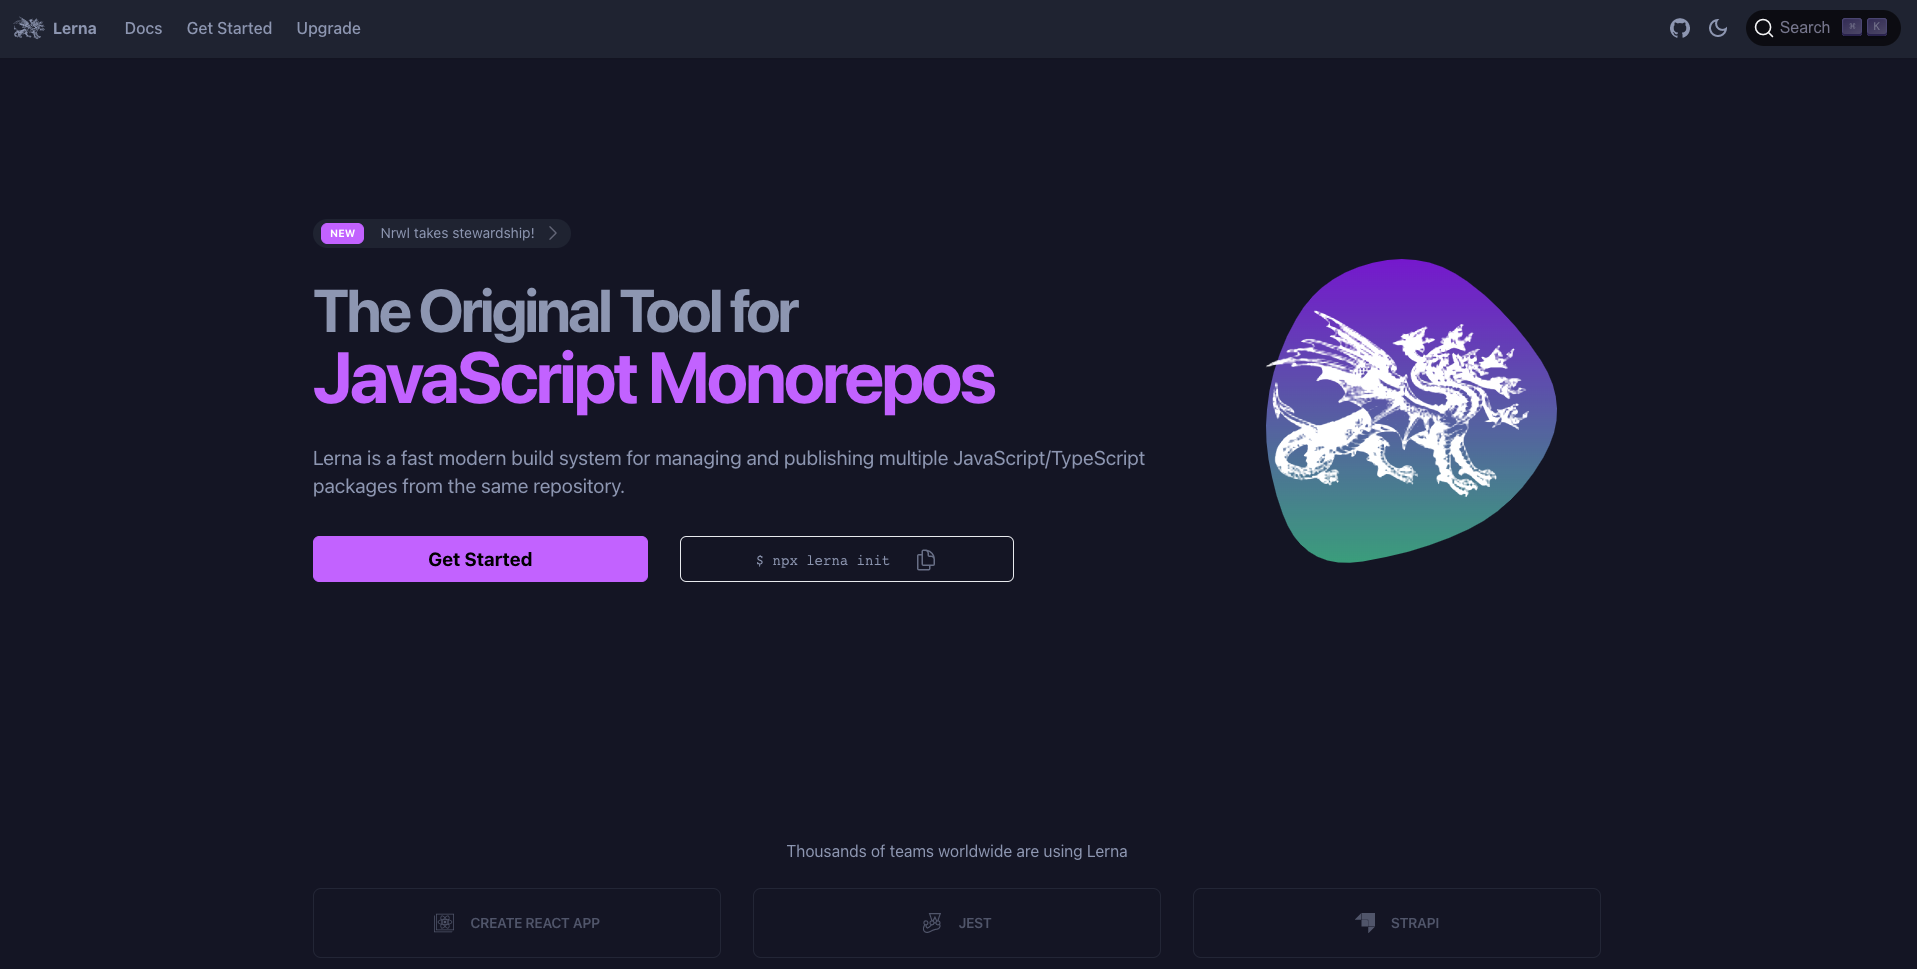 Lerna
Docs
Get Started
Upgrade
Search
⌘ K
NEW Nrwl takes stewardship!
The Original Tool for
JavaScript Monorepos
Lerna is a fast modern build system for managing and publishing multiple JavaScript/TypeScript
packages from the same repository.
Get Started
$ npx lerna init
Thousands of teams worldwide are using Lerna
CREATE REACT APP
JEST
STRAPI